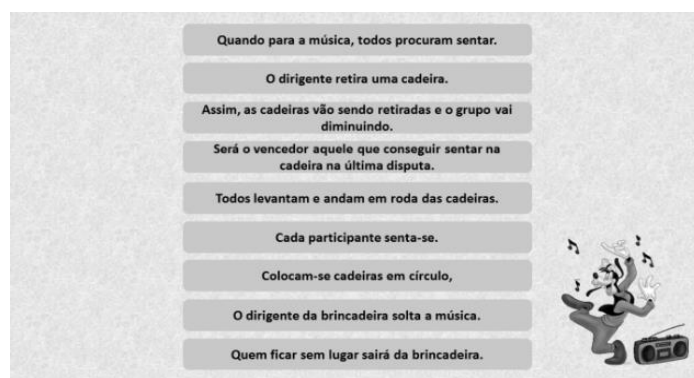 Quando para a música, todos procuram sentar.
O dirigente retira uma cadeira.
Assim, as cadeiras vão sendo retiradas e o grupo vai
diminuindo.
Será o vencedor aquele que conseguir sentar na
cadeira na última disputa.
Todos levantam e andam em roda das cadeiras.
Cada participante senta-se.
Colocam-se cadeiras em círculo,
O dirigente da brincadeira solta a música.
Quem ficar sem lugar sairá da brincadeira.